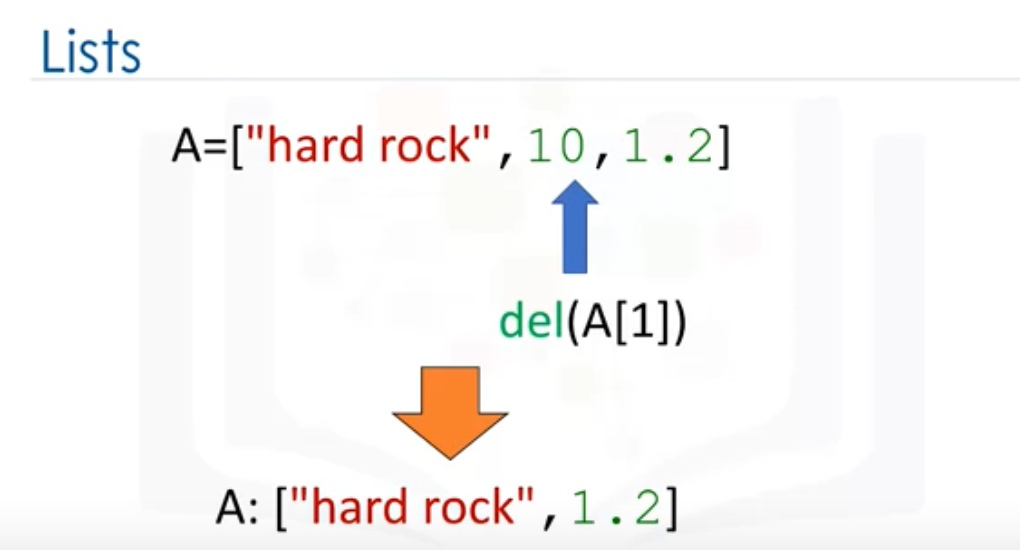 Lists
A=["hard rock",10,1.2]
del(A[1])
A: ["hard rock",1.2]